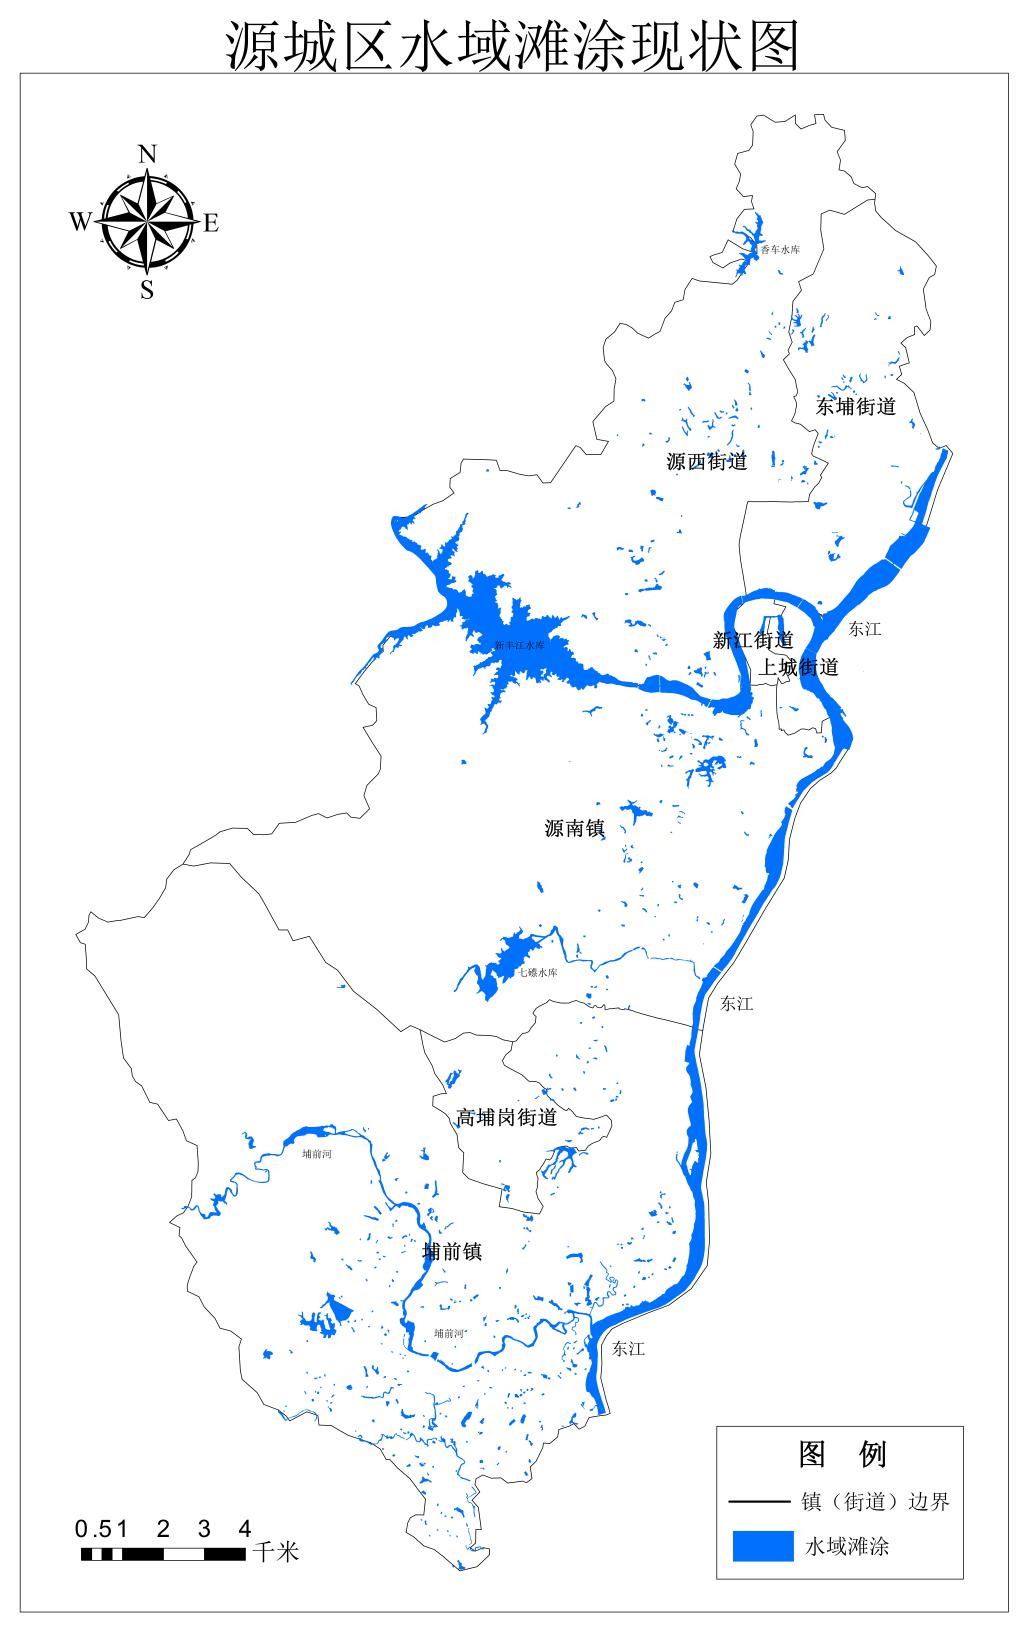 源城区水域滩涂现状图
N
W
E
S
香车水库
东埔街道
源西街道
新江街道
东江
上城街道
新丰江水库
源南镇
七礤水库
东江
高埔岗街道
埔前河
埔前镇
埔前河
东江
图 例
镇（街道）边界
水域滩涂
0 .5 1 2 3 4
千米